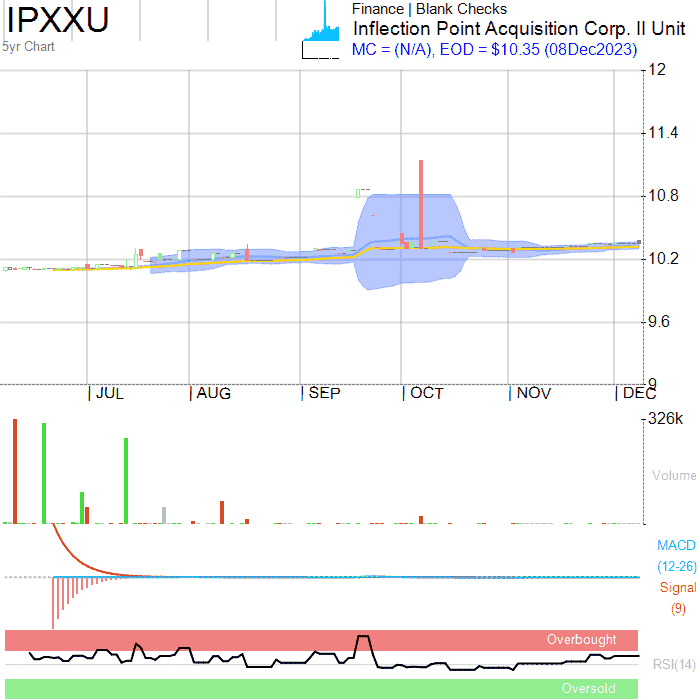 IPXXU
5yr Chart
Finance | Blank Checks
Inflection Point Acquisition Corp. II Unit
MC = (N/A), EOD = $10.35 (08Dec2023)
12
11.4
10.8
10.2
9.6
9
JUL AUG SEP OCT NOV DEC
326k
Volume
MACD
(12-26)
Signal
(9)
Overbought
RSI(14)
Oversold